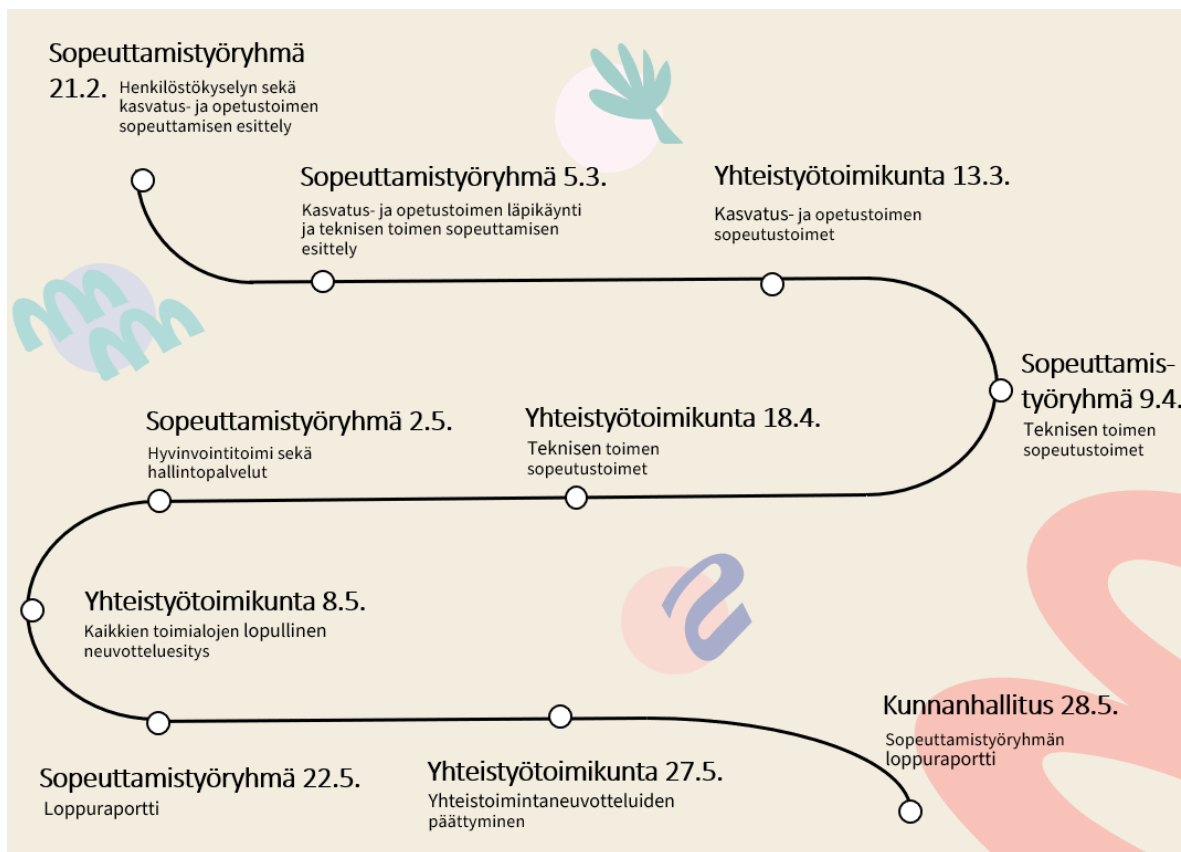 Sopeuttamistyöryhmä
21.2. Henkilöstökyselyn sekä
kasvatus- ja opetustoimen
sopeuttamisen esittely
Sopeuttamistyöryhmä 5.3.
Kasvatus- ja opetustoimen läpikäynti
ja teknisen toimen sopeuttamisen
esittely
Yhteistyötoimikunta 13.3.
Kasvatus- ja opetustoimen
sopeutustoimet
Sopeuttamis-
työryhmä 9.4.
Teknisen toimen
sopeutustoimet
Yhteistyötoimikunta 18.4.
Teknisen toimen
sopeutustoimet
Sopeuttamistyöryhmä 2.5.
Hyvinvointitoimi sekä
hallintopalvelut
Yhteistyötoimikunta 8.5.
Kaikkien toimialojen lopullinen
neuvotteluesitys
Sopeuttamistyöryhmä 22.5.
Loppuraportti
Yhteistyötoimikunta 27.5.
Yhteistoimintaneuvotteluiden
päättyminen
Kunnanhallitus 28.5.
Sopeuttamistyöryhmän
loppuraportti